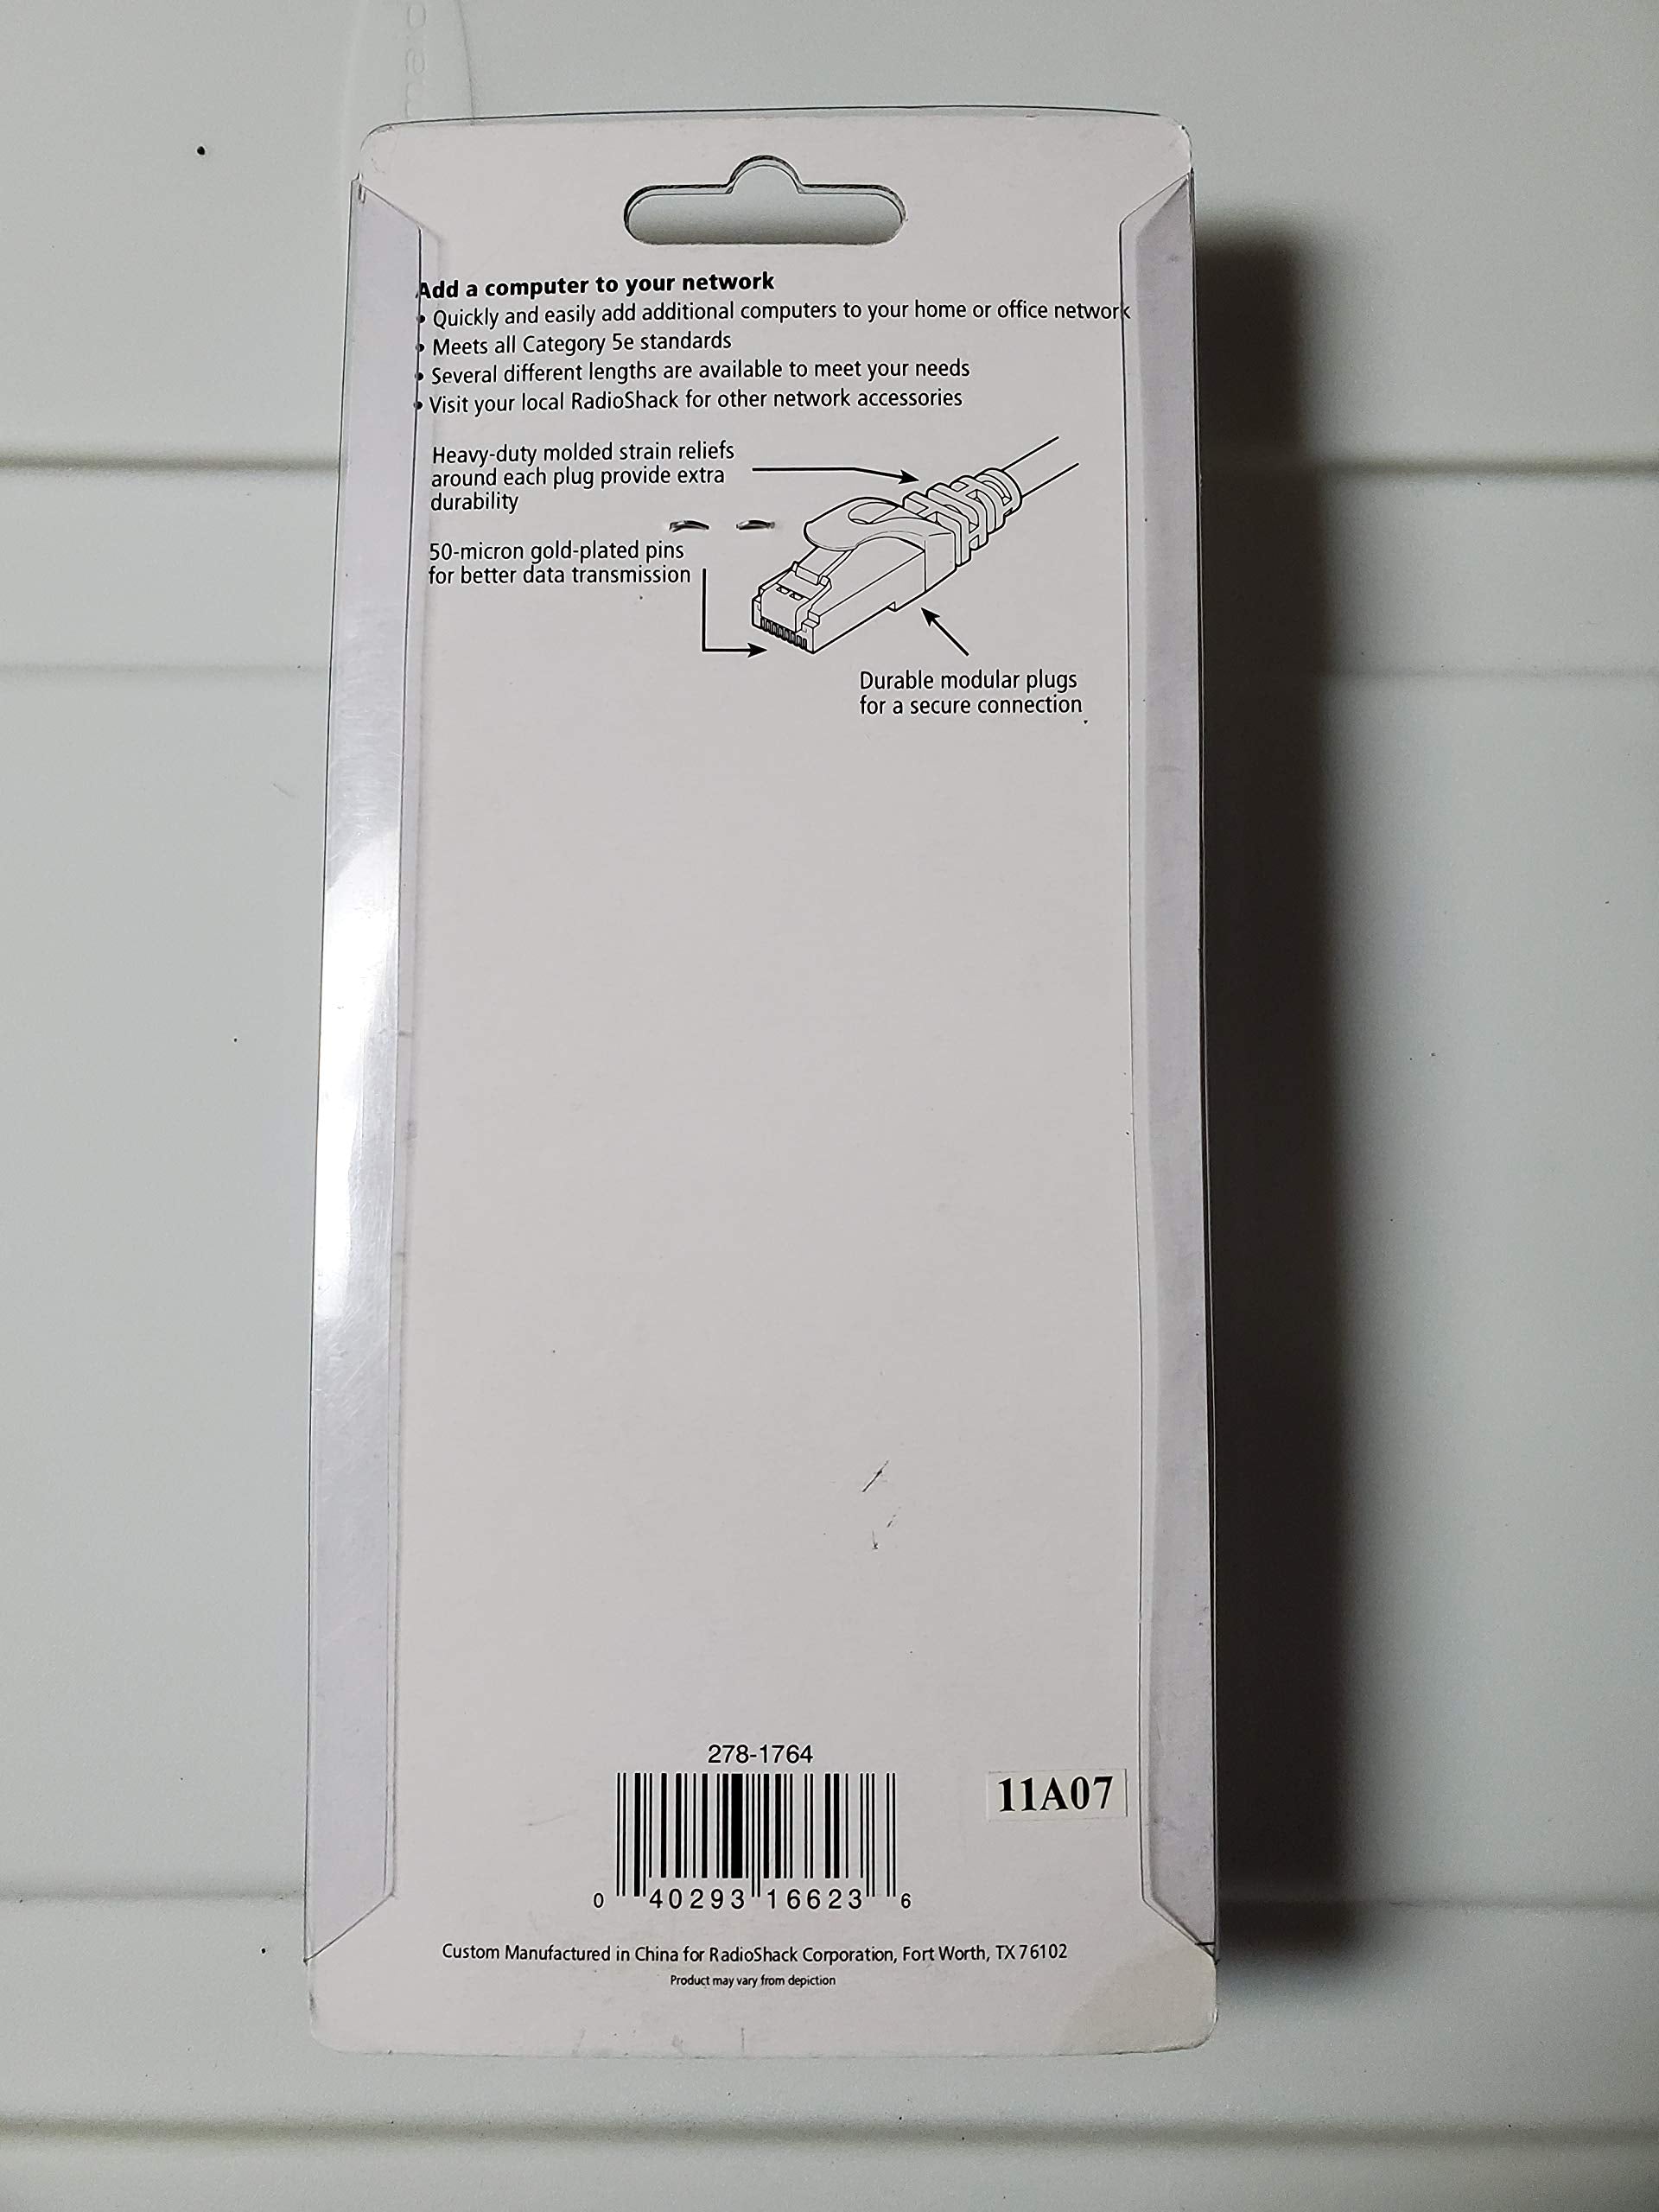 Add a computer to your network
• Quickly and easily add additional computers to your home or office network
• Meets all Category 5e standards
• Several different lengths are available to meet your needs
• Visit your local RadioShack for other network accessories
Heavy-duty molded strain reliefs
around each plug provide extra
durability
50-micron gold-plated pins
for better data transmission
Durable modular plugs
for a secure connection
278-1764
11A07
0 40293 16623 6
Custom Manufactured in China for RadioShack Corporation, Fort Worth, TX 76102
Product may vary from depiction